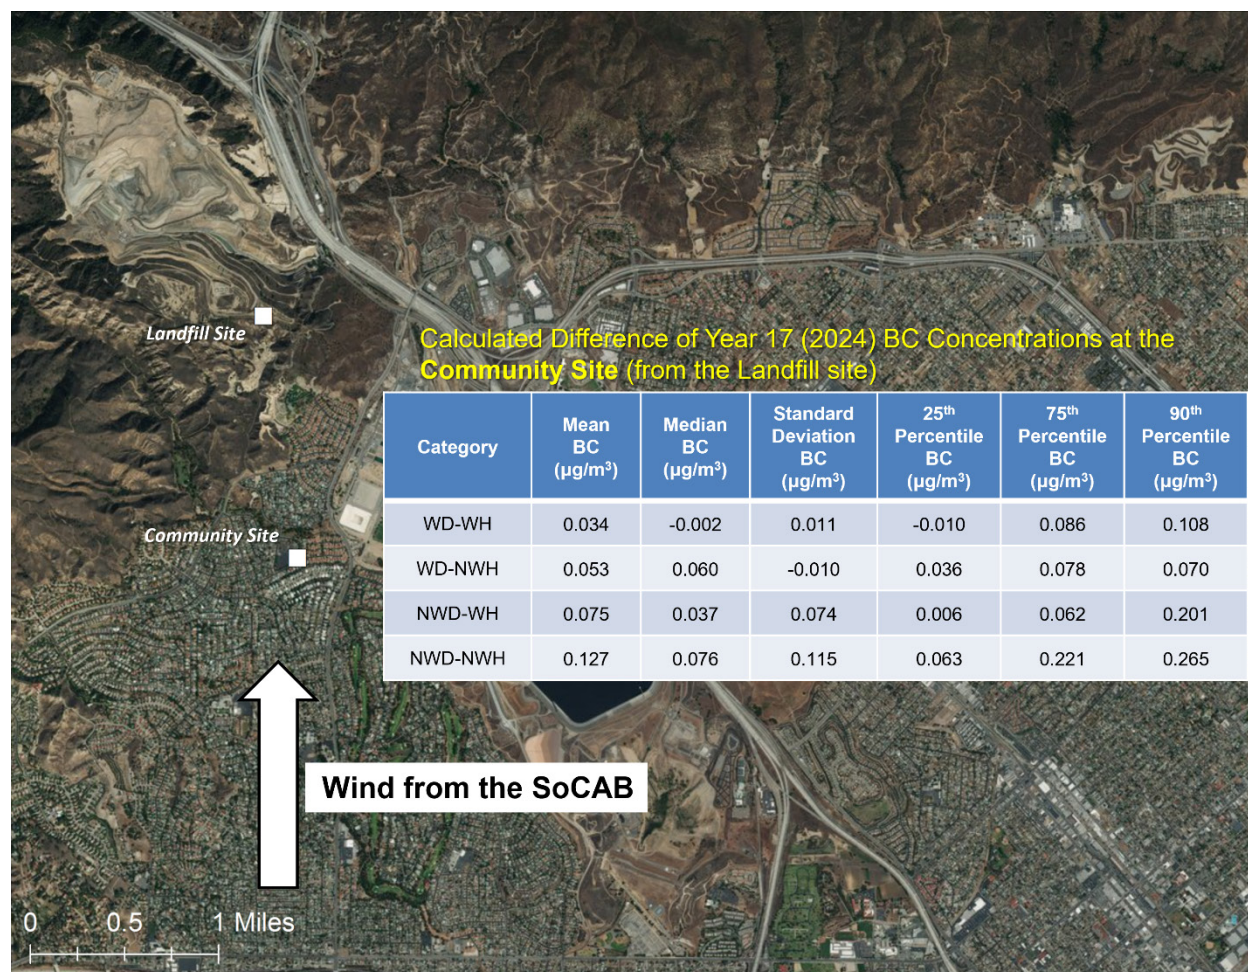 Landfill Site
Calculated Difference of Year 17 (2024) BC Concentrations at the
Community Site (from the Landfill site)
Category
Mean
BC
(µg/m³)
Median
BC
(µg/m³)
Standard
Deviation
BC
(µg/m³)
25th
Percentile
BC
(µg/m³)
75th
Percentile
BC
(µg/m³)
90th
Percentile
BC
(µg/m³)
WD-WH 0.034 -0.002 0.011 -0.010 0.086 0.108
WD-NWH 0.053 0.060 -0.010 0.036 0.078 0.070
NWD-WH 0.075 0.037 0.074 0.006 0.062 0.201
NWD-NWH 0.127 0.076 0.115 0.063 0.221 0.265
Community Site
Wind from the SoCAB
0 0.5 1 Miles